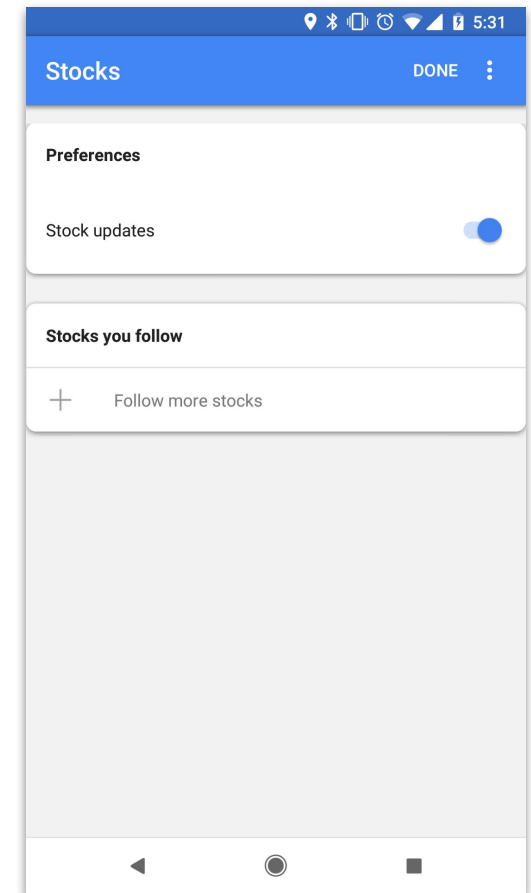 5:31
Stocks DONE
Preferences
Stock updates
Stocks you follow
Follow more stocks